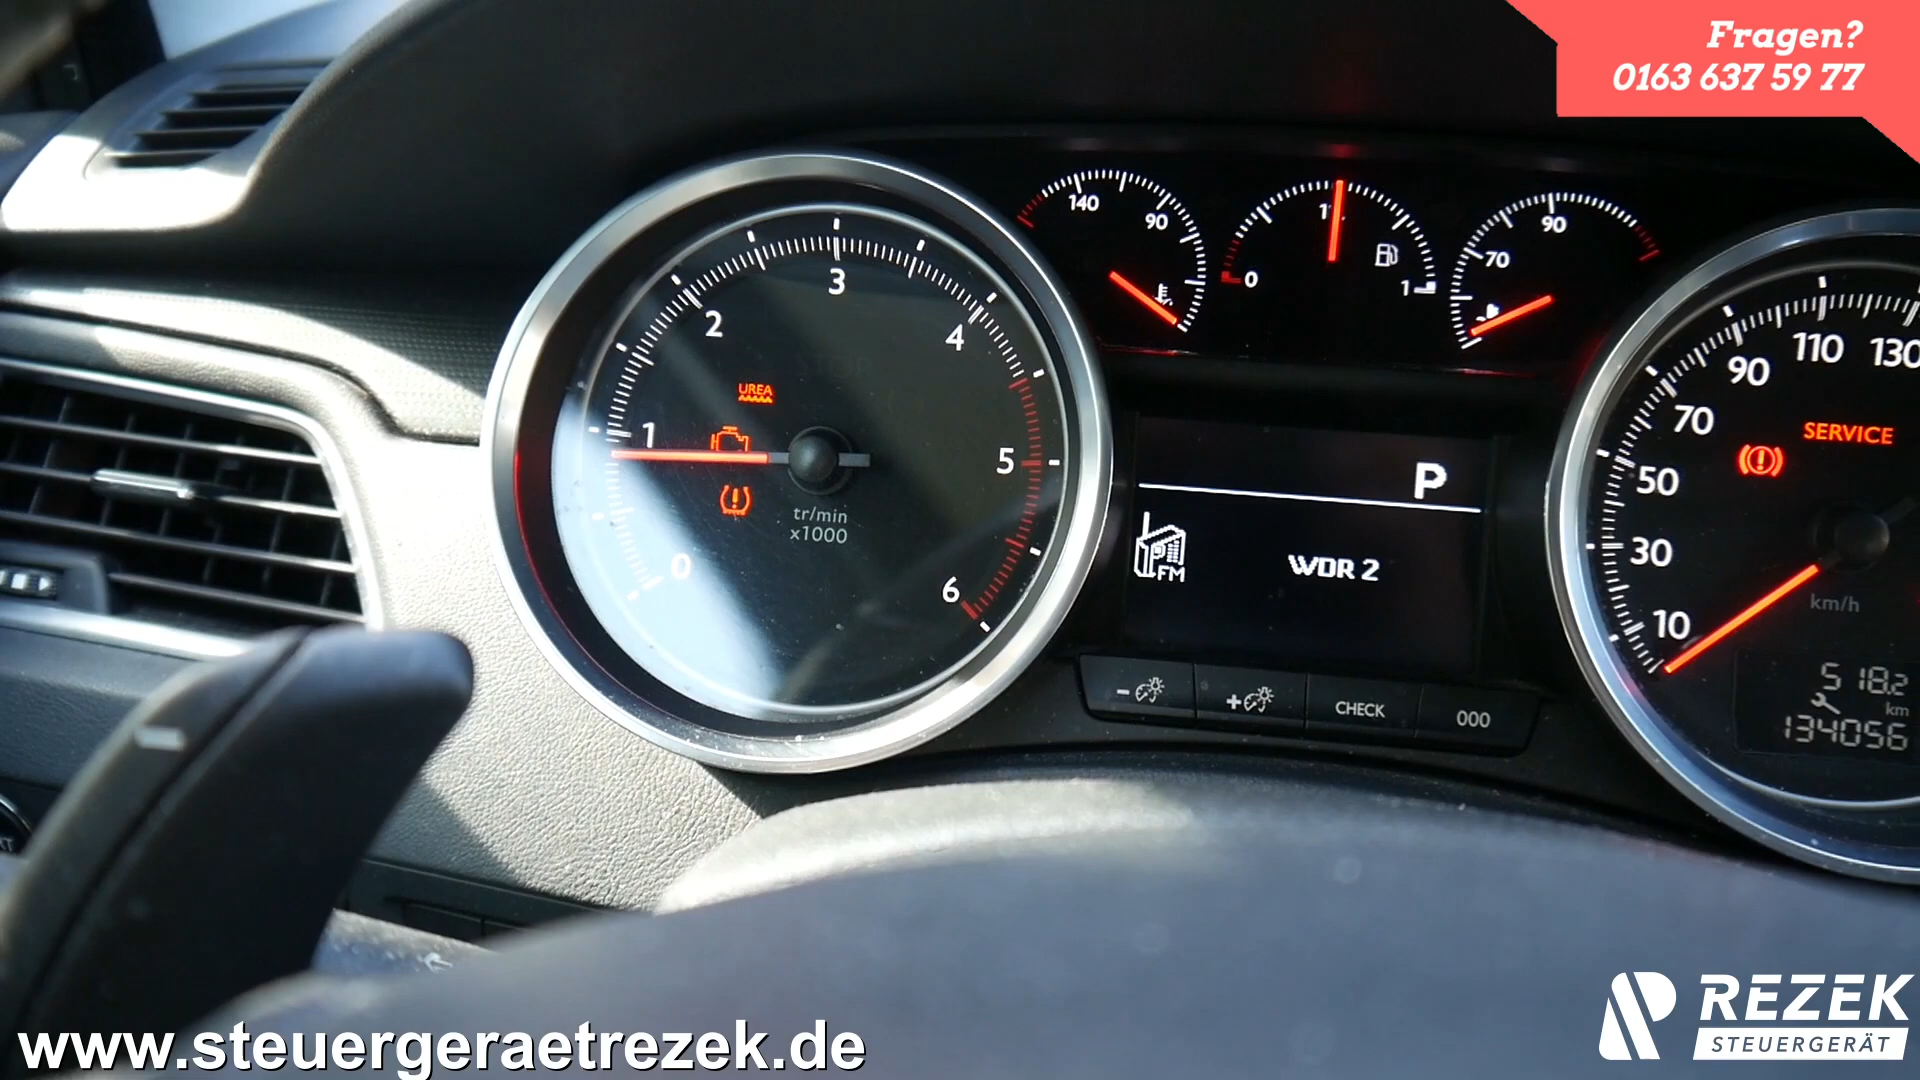 Fragen?
0163 637 59 77
140
90
0
1
70
90
0
1
2
3
4
5
6
UREA
tr/min
x1000
P
FM
WDR 2
10
30
50
70
90
110
130
SERVICE
km/h
518.2
km
134056
CHECK
000
www.steuergeraetrezek.de
REZEK
STEUERGERÄT